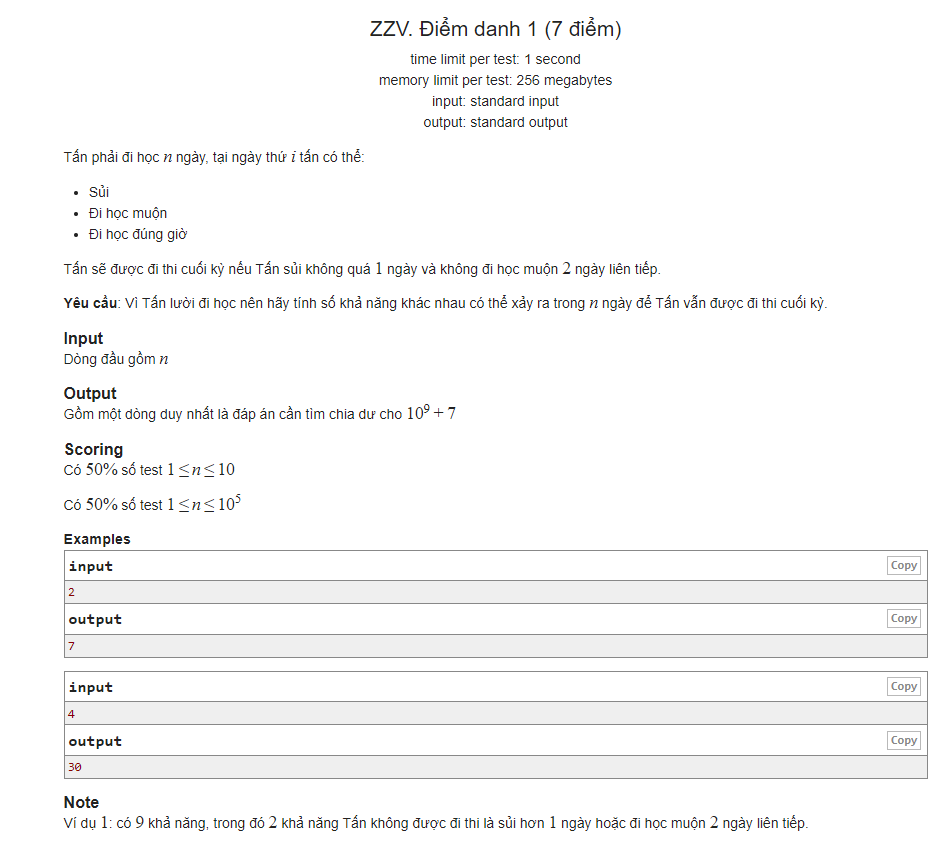 ZZV. Điểm danh 1 (7 điểm)
time limit per test: 1 second
memory limit per test: 256 megabytes
input: standard input
output: standard output
Tấn phải đi học n ngày, tại ngày thứ i tấn có thể:
• Sủi
• Đi học muộn
• Đi học đúng giờ
Tấn sẽ được đi thi cuối kỳ nếu Tấn sủi không quá 1 ngày và không đi học muộn 2 ngày liên tiếp.
Yêu cầu: Vì Tấn lười đi học nên hãy tính số khả năng khác nhau có thể xảy ra trong n ngày để Tấn vẫn được đi thi cuối kỳ.
Input
Dòng đầu gồm n
Output
Gồm một dòng duy nhất là đáp án cần tìm chia dư cho 10⁹ + 7
Scoring
Có 50% số test 1 ≤ n ≤ 10
Có 50% số test 1 ≤ n ≤ 10⁵
Examples
input Copy
2
output Copy
7
input Copy
4
output Copy
30
Note
Ví dụ 1: có 9 khả năng, trong đó 2 khả năng Tấn không được đi thi là sủi hơn 1 ngày hoặc đi học muộn 2 ngày liên tiếp.